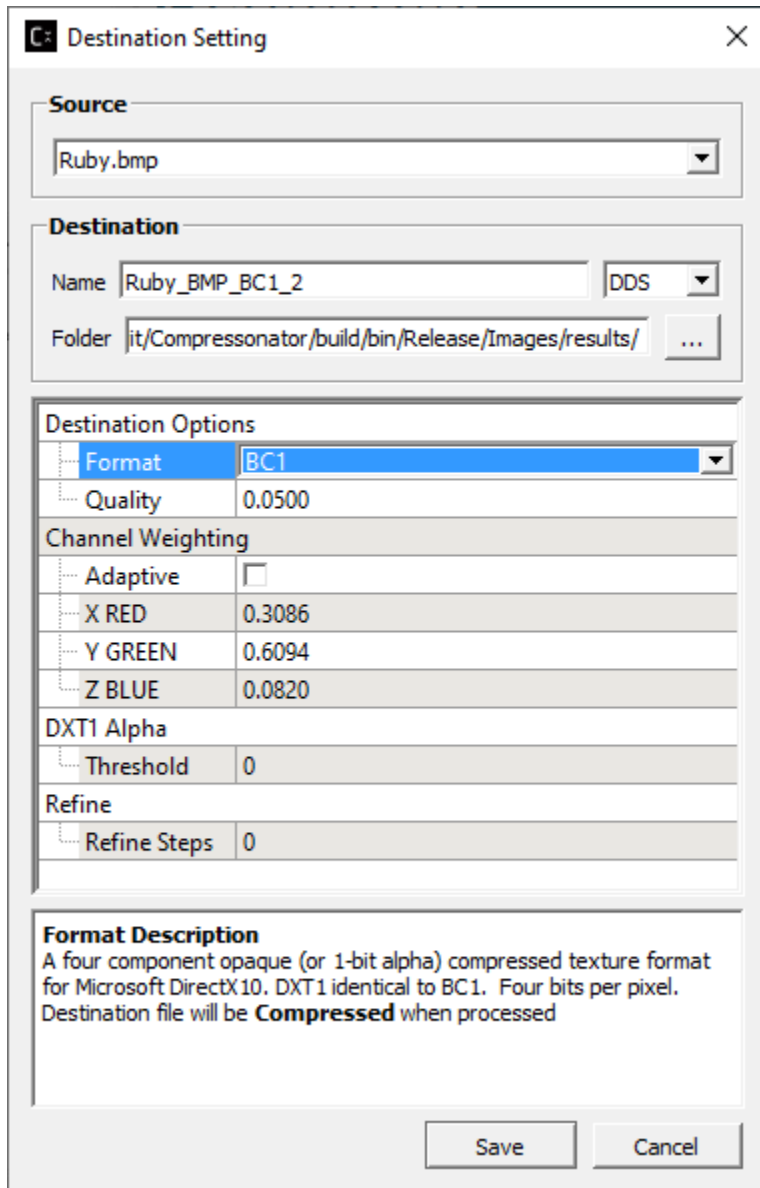 Destination Setting
Source
Ruby.bmp
Destination
Name Ruby_BMP_BC1_2 DDS
Folder it/Compressonator/build/bin/Release/Images/results/ ...
Destination Options
Format BC1
Quality 0.0500
Channel Weighting
Adaptive
X RED 0.3086
Y GREEN 0.6094
Z BLUE 0.0820
DXT1 Alpha
Threshold 0
Refine
Refine Steps 0
Format Description
A four component opaque (or 1-bit alpha) compressed texture format
for Microsoft DirectX10. DXT1 identical to BC1.  Four bits per pixel.
Destination file will be Compressed when processed
Save Cancel